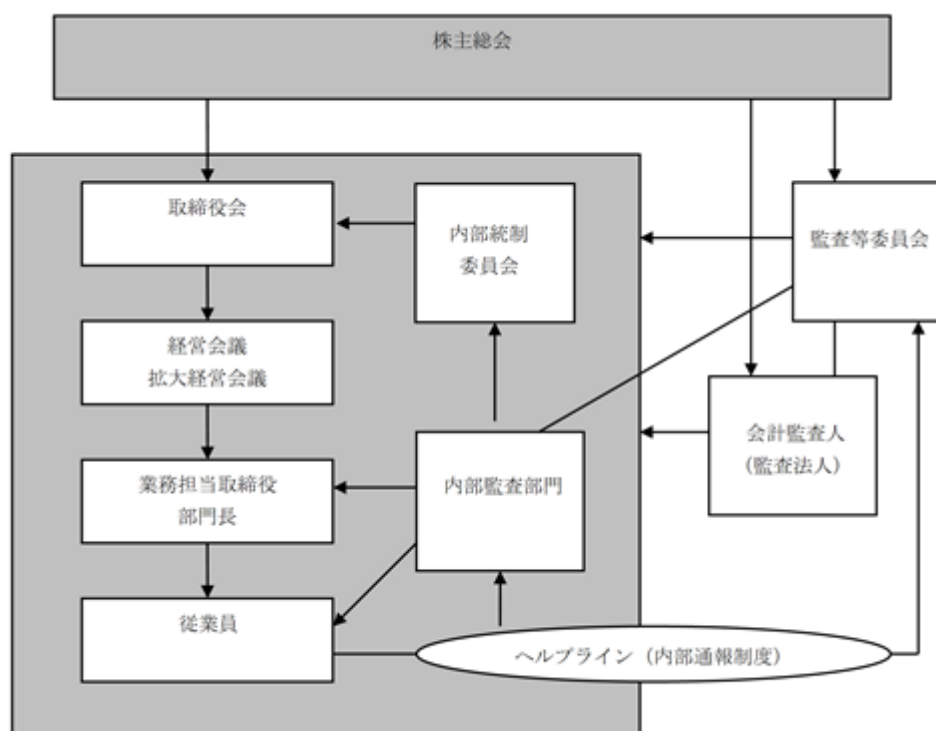 株主総会
取締役会
内部統制
委員会
監査等委員会
経営会議
拡大経営会議
会計監査人
（監査法人）
業務担当取締役
部門長
内部監査部門
従業員
ヘルプライン（内部通報制度）